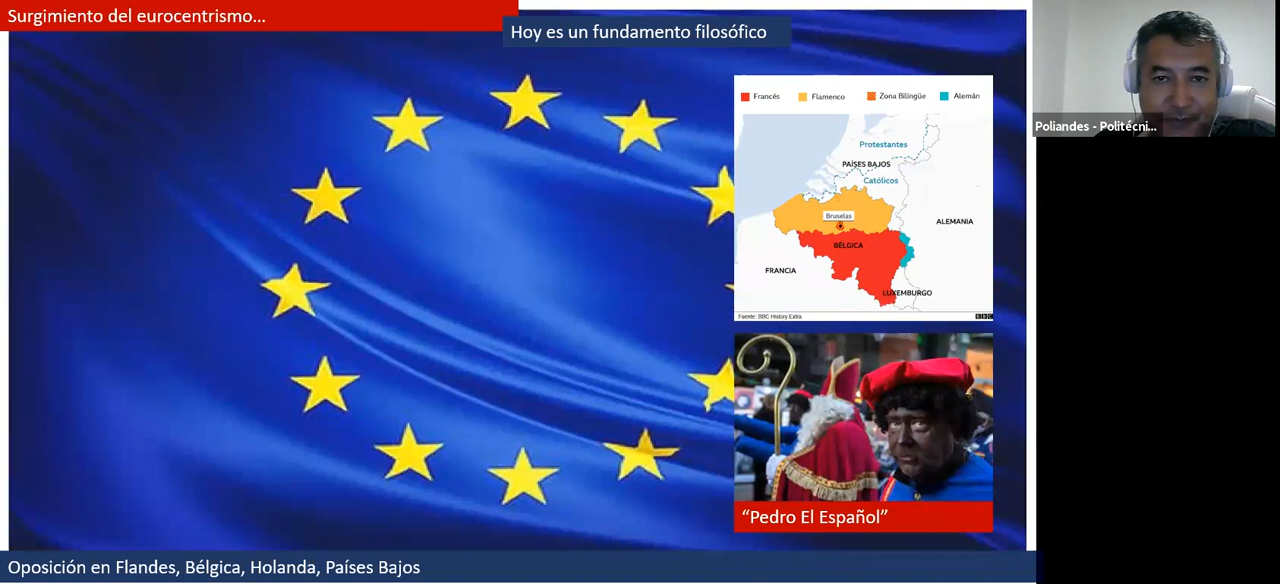 Surgimiento del eurocentrismo...
Hoy es un fundamento filosófico
Francés
Flamenco
Zona Bilingüe
Alemán
Protestantes
PAÍSES BAJOS
Católicos
Bruselas
ALEMANIA
BÉLGICA
FRANCIA
LUXEMBURGO
Fuente: BBC History Extra
BBC
“Pedro El Español”
Oposición en Flandes, Bélgica, Holanda, Países Bajos
Poliandes - Politécni...